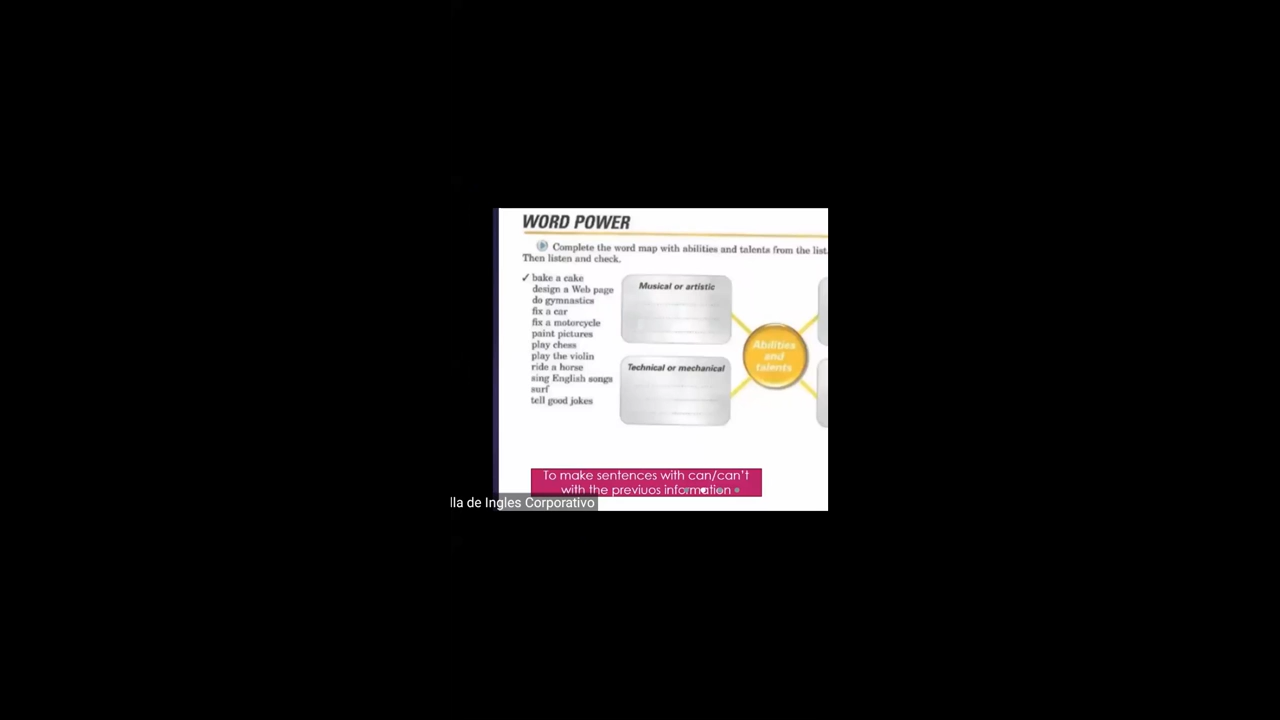 WORD POWER
Complete the word map with abilities and talents from the list.
Then listen and check.
✓ bake a cake
design a Web page
do gymnastics
fix a car
fix a motorcycle
paint pictures
play chess
play the violin
ride a horse
sing English songs
surf
tell good jokes
Musical or artistic
Technical or mechanical
Abilities
and
talents
To make sentences with can/can't
with the previuos information
lla de Ingles Corporativo